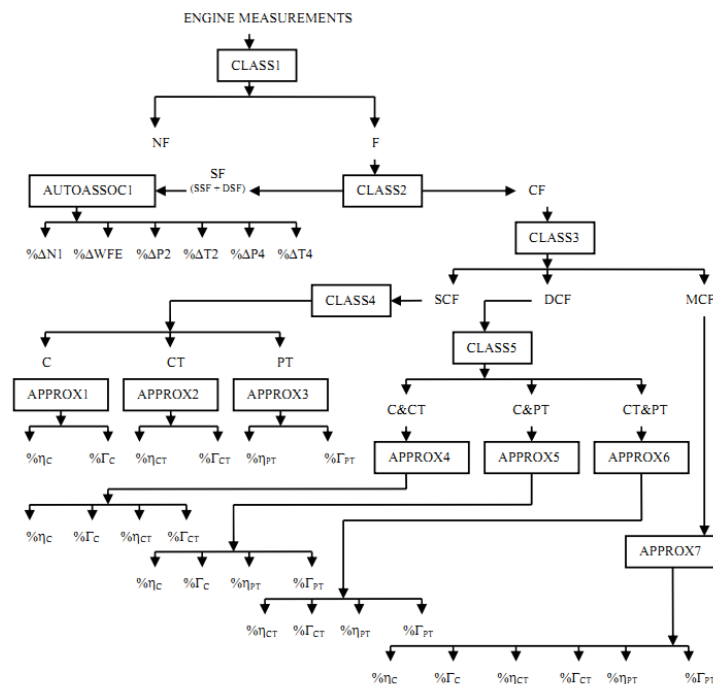 ENGINE MEASUREMENTS
CLASS1
NF F
SF
(SSF + DSF)
AUTOASSOC1 CLASS2 CF
%ΔN1 %ΔWFE %ΔP2 %ΔT2 %ΔP4 %ΔT4
CLASS3
CLASS4 SCF DCF MCF
CLASS5
C CT PT
APPROX1 APPROX2 APPROX3
C&CT C&PT CT&PT
%ηC %ΓC %ηCT %ΓCT %ηPT %ΓPT
APPROX4 APPROX5 APPROX6
%ηC %ΓC %ηCT %ΓCT
APPROX7
%ηC %ΓC %ηPT %ΓPT
%ηCT %ΓCT %ηPT %ΓPT
%ηC %ΓC %ηCT %ΓCT %ηPT %ΓPT